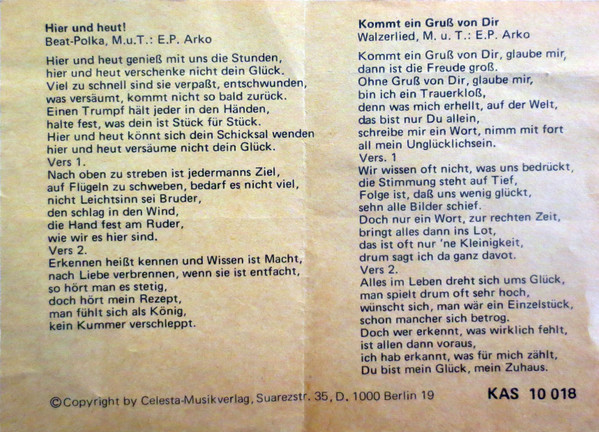 Hier und heut!
Beat-Polka, M.u.T.: E.P. Arko
Hier und heut genieß mit uns die Stunden,
hier und heut verschenke nicht dein Glück.
Viel zu schnell sind sie verpaßt, entschwunden,
was versäumt, kommt nicht so bald zurück.
Einen Trumpf hält jeder in den Händen,
halte fest, was dein ist Stück für Stück.
Hier und heut könnt sich dein Schicksal wenden
hier und heut versäume nicht dein Glück.
Vers 1.
Nach oben zu streben ist jedermanns Ziel,
auf Flügeln zu schweben, bedarf es nicht viel,
nicht Leichtsinn sei Bruder,
den schlag in den Wind,
die Hand fest am Ruder,
wie wir es hier sind.
Vers 2.
Erkennen heißt kennen und Wissen ist Macht,
nach Liebe verbrennen, wenn sie ist entfacht,
so hört man es stetig,
doch hört mein Rezept,
man fühlt sich als König,
kein Kummer verschleppt.
Kommt ein Gruß von Dir
Walzerlied, M. u. T.: E.P. Arko
Kommt ein Gruß von Dir, glaube mir,
dann ist die Freude groß.
Ohne Gruß von Dir, glaube mir,
bin ich ein Trauerkloß,
denn was mich erhellt, auf der Welt,
das bist nur Du allein,
schreibe mir ein Wort, nimm mit fort
all mein Unglücklichsein.
Vers. 1
Wir wissen oft nicht, was uns bedrückt,
die Stimmung steht auf Tief,
Folge ist, daß uns wenig glückt,
sehn alle Bilder schief.
Doch nur ein Wort, zur rechten Zeit,
bringt alles dann ins Lot,
das ist oft nur 'ne Kleinigkeit,
drum sagt ich da ganz davot.
Vers 2.
Alles im Leben dreht sich ums Glück,
man spielt drum oft sehr hoch,
wünscht sich, man wär ein Einzelstück,
schon mancher sich betrog.
Doch wer erkennt, was wirklich fehlt,
ist allen dann voraus,
ich hab erkannt, was für mich zählt,
Du bist mein Glück, mein Zuhaus.
©Copyright by Celesta-Musikverlag, Suarezstr. 35, D. 1000 Berlin 19
KAS 10 018